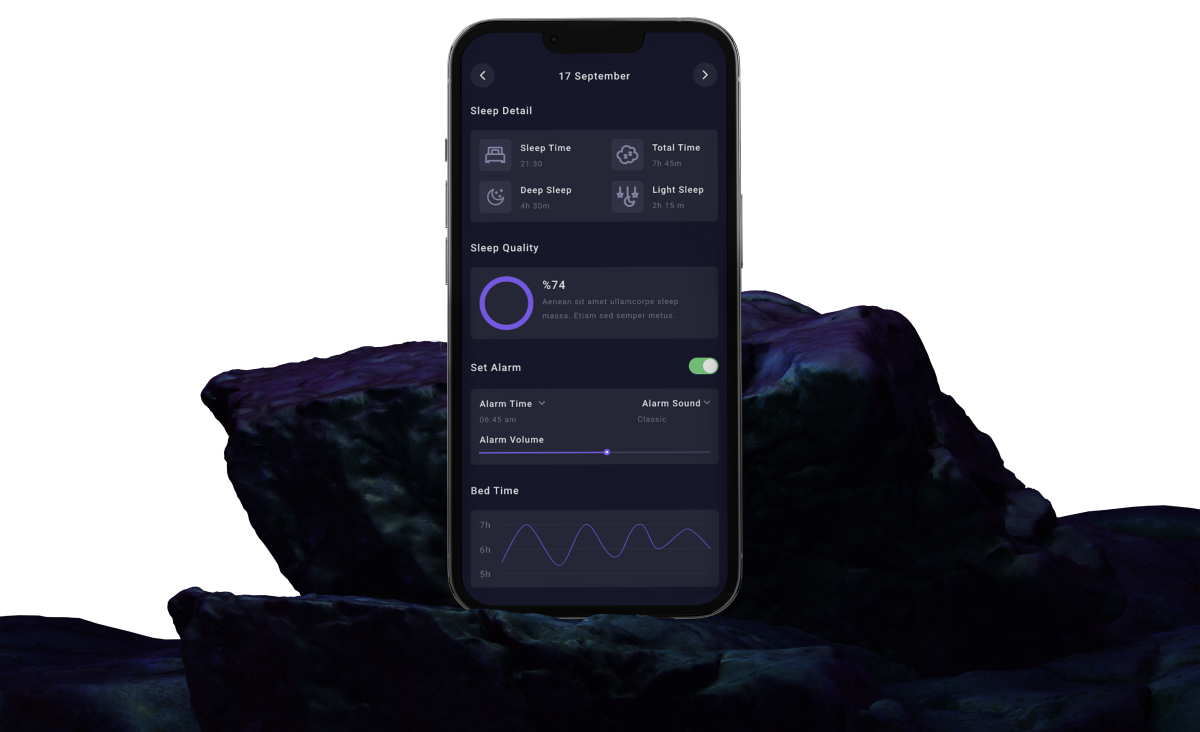 17 September
Sleep Detail
Sleep Time
21:30
Total Time
7h 45m
Deep Sleep
4h 30m
Light Sleep
2h 15 m
Sleep Quality
%74
Aenean sit amet ullamcorpe sleep
massa. Etiam sed semper metus.
Set Alarm
Alarm Time
06:45 am
Alarm Sound
Classic
Alarm Volume
Bed Time
7h
6h
5h